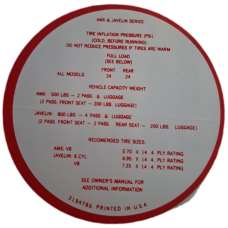 AMX & JAVELIN SERIES
TIRE INFLATION PRESSURE (PSI)
(COLD, BEFORE RUNNING)
DO NOT REDUCE PRESSURES IF TIRES ARE WARM
FULL LOAD
(SEE BELOW)
FRONT REAR
ALL MODELS: 24 24
VEHICLE CAPACITY WEIGHT
AMX: 500 LBS - 2 PASS. & LUGGAGE
(2 PASS. FRONT SEAT - 200 LBS. LUGGAGE)
JAVELIN: 800 LBS - 4 PASS. & LUGGAGE
(2 PASS. FRONT - 2 PASS. REAR SEAT - 200 LBS. LUGGAGE)
RECOMMENDED TIRE SIZES:
AMX: V8 E70 X 14 4 PLY RATING
JAVELIN: 6 CYL. 6.95 X 14 4 PLY RATING
V8 7.35 X 14 4 PLY RATING
SEE OWNER'S MANUAL FOR
ADDITIONAL INFORMATION
PRINTED IN U.S.A.